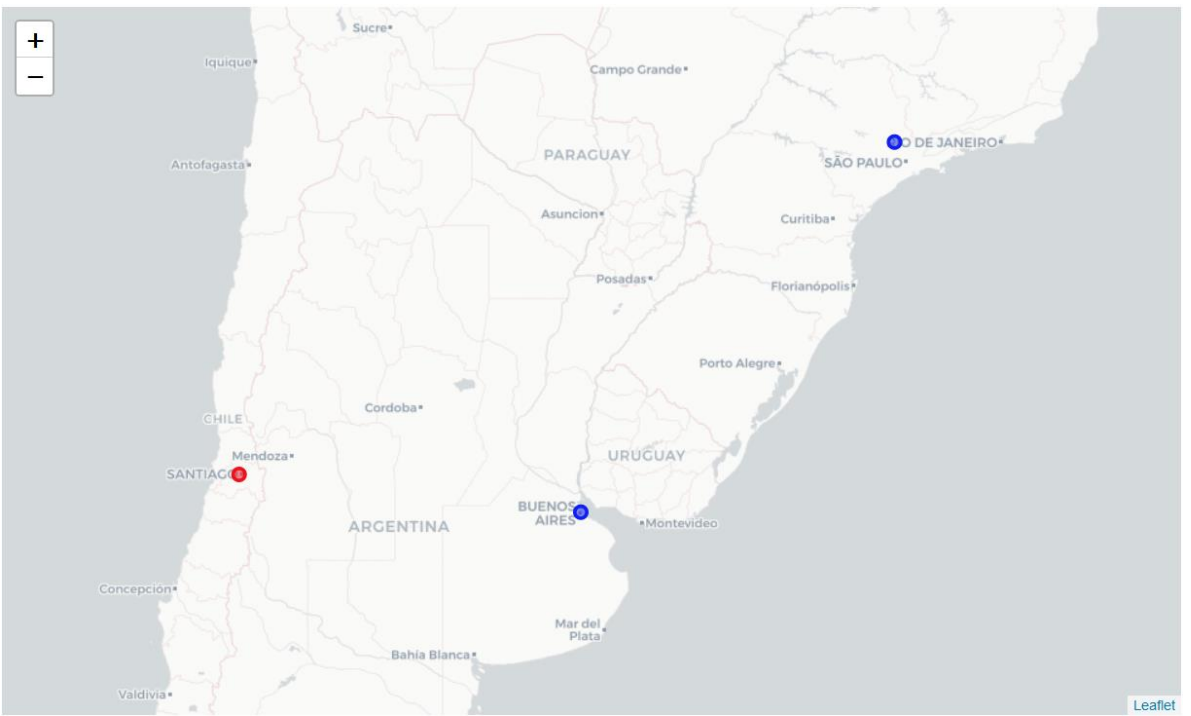 +
−
Sucre
Iquique
Campo Grande
O DE JANEIRO
PARAGUAY
SÃO PAULO
Antofagasta
Asuncion
Curitiba
Posadas
Florianópolis
Porto Alegre
Cordoba
CHILE
Mendoza
URUGUAY
SANTIAG
BUENOS
AIRES
Montevideo
ARGENTINA
Concepción
Mar del
Plata
Bahía Blanca
Valdivia
Leaflet